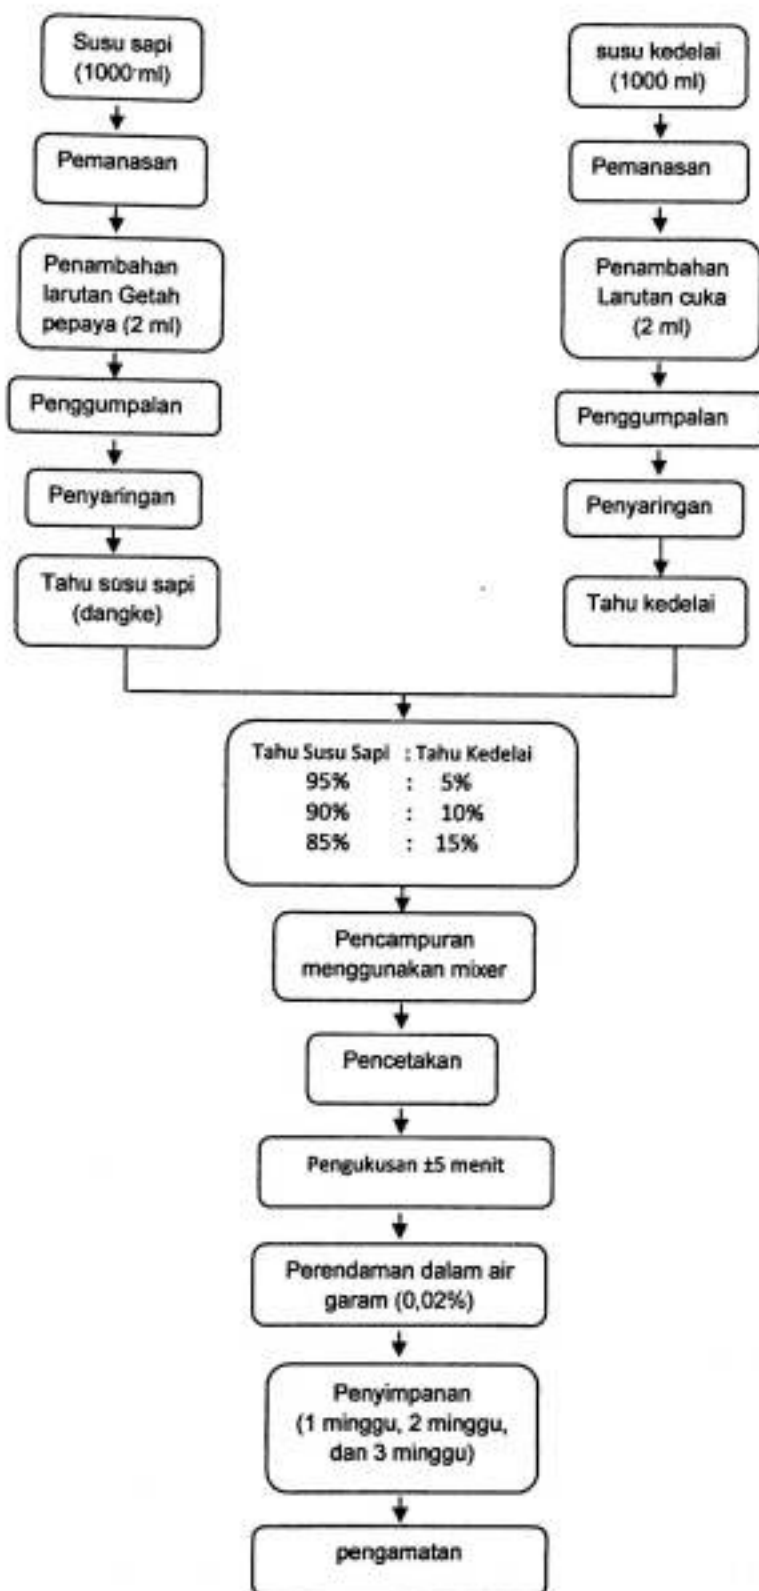 Susu sapi
(1000 ml)
Pemanasan
Penambahan
larutan Getah
pepaya (2 ml)
Penggumpalan
Penyaringan
Tahu susu sapi
(dangke)
susu kedelai
(1000 ml)
Pemanasan
Penambahan
Larutan cuka
(2 ml)
Penggumpalan
Penyaringan
Tahu kedelai
Tahu Susu Sapi : Tahu Kedelai
95% : 5%
90% : 10%
85% : 15%
Pencampuran
menggunakan mixer
Pencetakan
Pengukusan ±5 menit
Perendaman dalam air
garam (0,02%)
Penyimpanan
(1 minggu, 2 minggu,
dan 3 minggu)
pengamatan